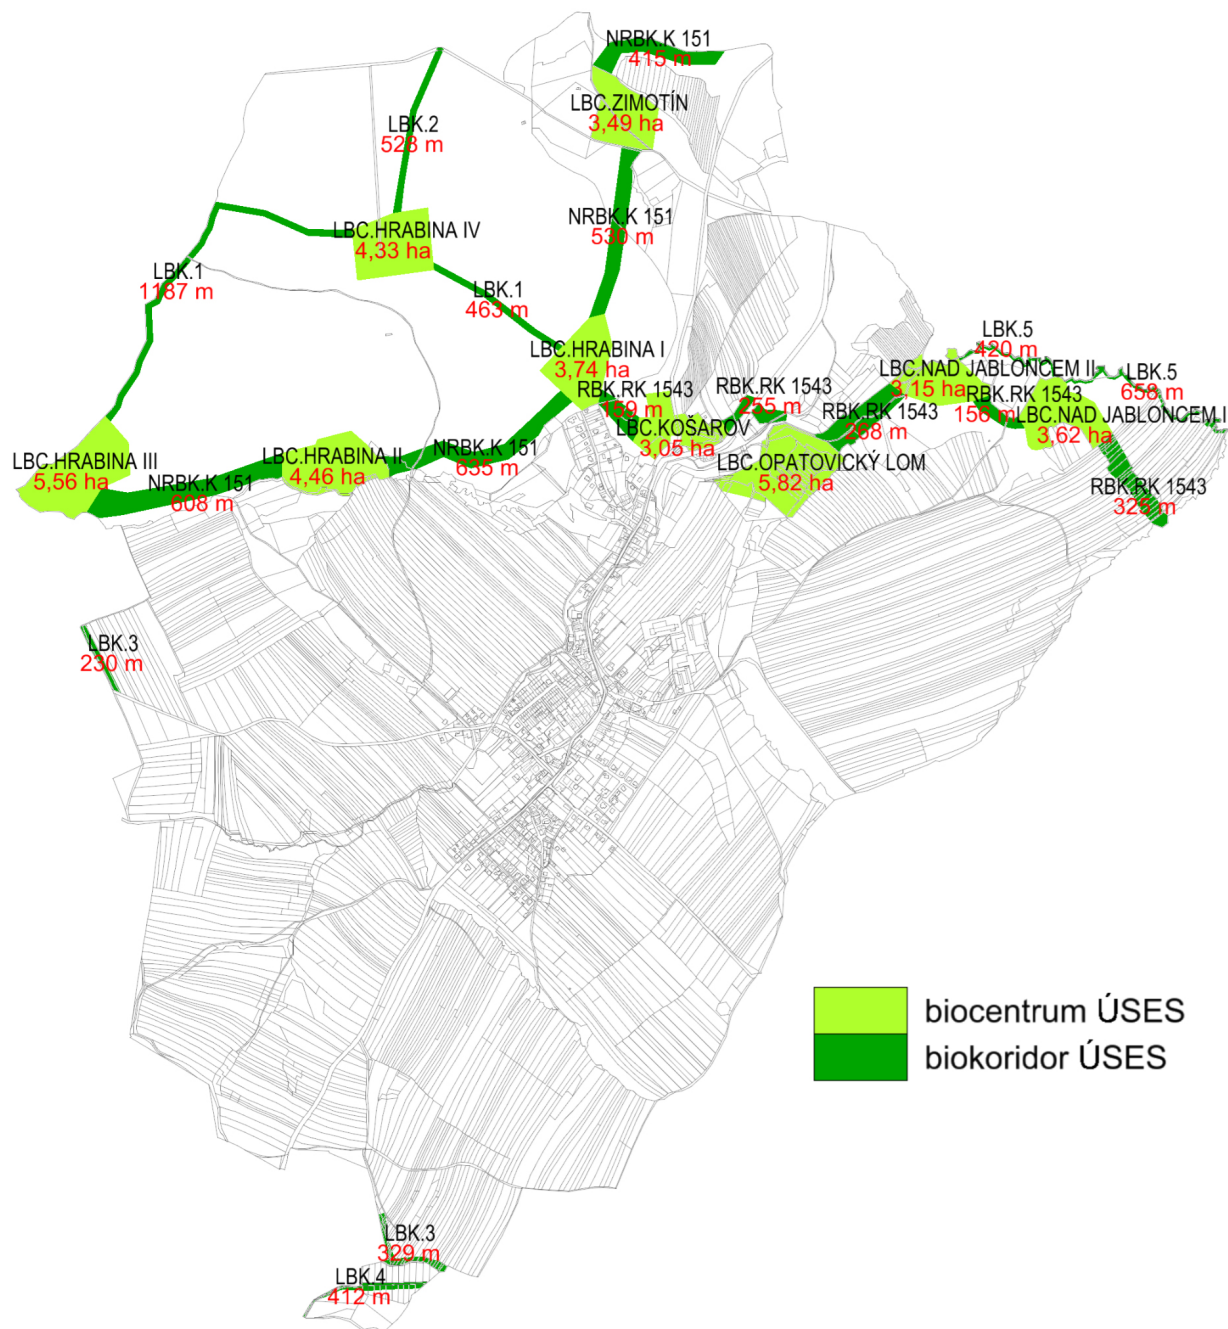 NRBK.K 151
415 m
LBC.ZIMOTÍN
3,49 ha
LBK.2
528 m
NRBK.K 151
530 m
LBC.HRABINA IV
4,33 ha
LBK.1
1187 m
LBK.1
463 m
LBC.HRABINA I
3,74 ha
LBK.5
420 m
LBC.NAD JABLONCEM II
3,15 ha
LBK.5
658 m
RBK.RK 1543
159 m
RBK.RK 1543
255 m
RBK.RK 1543
156 m
LBC.NAD JABLONCEM I
3,62 ha
LBC.KOŠAROV
3,05 ha
RBK.RK 1543
268 m
NRBK.K 151
635 m
LBC.HRABINA II
4,46 ha
LBC.HRABINA III
5,56 ha
LBC.OPATOVICKÝ LOM
5,82 ha
NRBK.K 151
608 m
RBK.RK 1543
325 m
LBK.3
230 m
biocentrum ÚSES
biokoridor ÚSES
LBK.3
329 m
LBK.4
412 m